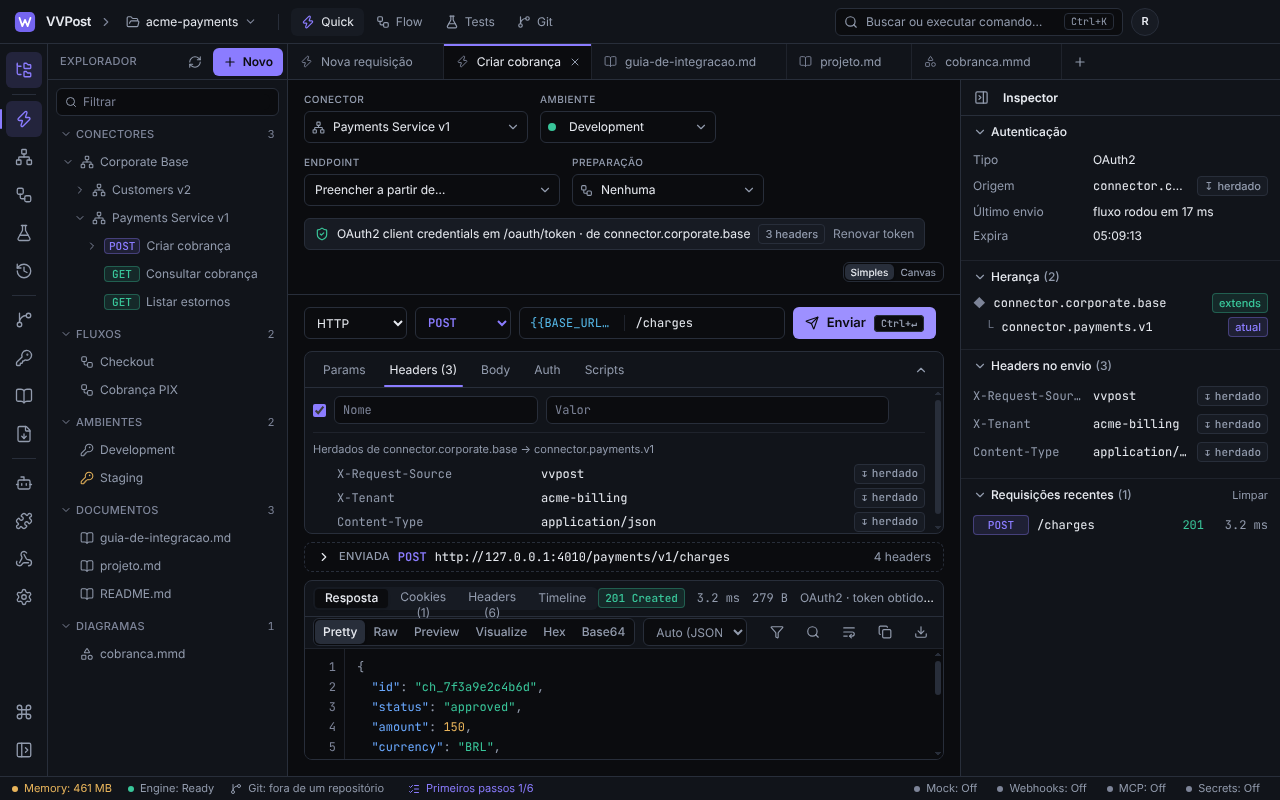 W VVPost acme-payments Quick Flow Tests Git Buscar ou executar comando... Ctrl+K R
EXPLORADOR Novo
Nova requisição Criar cobrança × guia-de-integracao.md projeto.md cobranca.mmd +
Filtrar
CONECTORES 3
Corporate Base
Customers v2
Payments Service v1
POST Criar cobrança
GET Consultar cobrança
GET Listar estornos
FLUXOS 2
Checkout
Cobrança PIX
AMBIENTES 2
Development
Staging
DOCUMENTOS 3
guia-de-integracao.md
projeto.md
README.md
DIAGRAMAS 1
cobranca.mmd
CONECTOR AMBIENTE
Payments Service v1 Development
ENDPOINT PREPARAÇÃO
Preencher a partir de... Nenhuma
OAuth2 client credentials em /oauth/token · de connector.corporate.base 3 headers Renovar token
Simples Canvas
HTTP POST {{BASE_URL… /charges Enviar Ctrl+↵
Params Headers (3) Body Auth Scripts
Nome Valor
Herdados de connector.corporate.base → connector.payments.v1
X-Request-Source vvpost ↧ herdado
X-Tenant acme-billing ↧ herdado
Content-Type application/json ↧ herdado
ENVIADA POST http://127.0.0.1:4010/payments/v1/charges 4 headers
Resposta Cookies (1) Headers (6) Timeline 201 Created 3.2 ms 279 B OAuth2 · token obtido…
Pretty Raw Preview Visualize Hex Base64 Auto (JSON
1 {
2 "id": "ch_7f3a9e2c4b6d",
3 "status": "approved",
4 "amount": 150,
5 "currency": "BRL",
Inspector
Autenticação
Tipo OAuth2
Origem connector.c… ↧ herdado
Último envio fluxo rodou em 17 ms
Expira 05:09:13
Herança (2)
connector.corporate.base extends
└ connector.payments.v1 atual
Headers no envio (3)
X-Request-Sour… vvpost ↧ herdado
X-Tenant acme-billing ↧ herdado
Content-Type application/… ↧ herdado
Requisições recentes (1) Limpar
POST /charges 201 3.2 ms
Memory: 461 MB Engine: Ready Git: fora de um repositório Primeiros passos 1/6 Mock: Off Webhooks: Off MCP: Off Secrets: Off